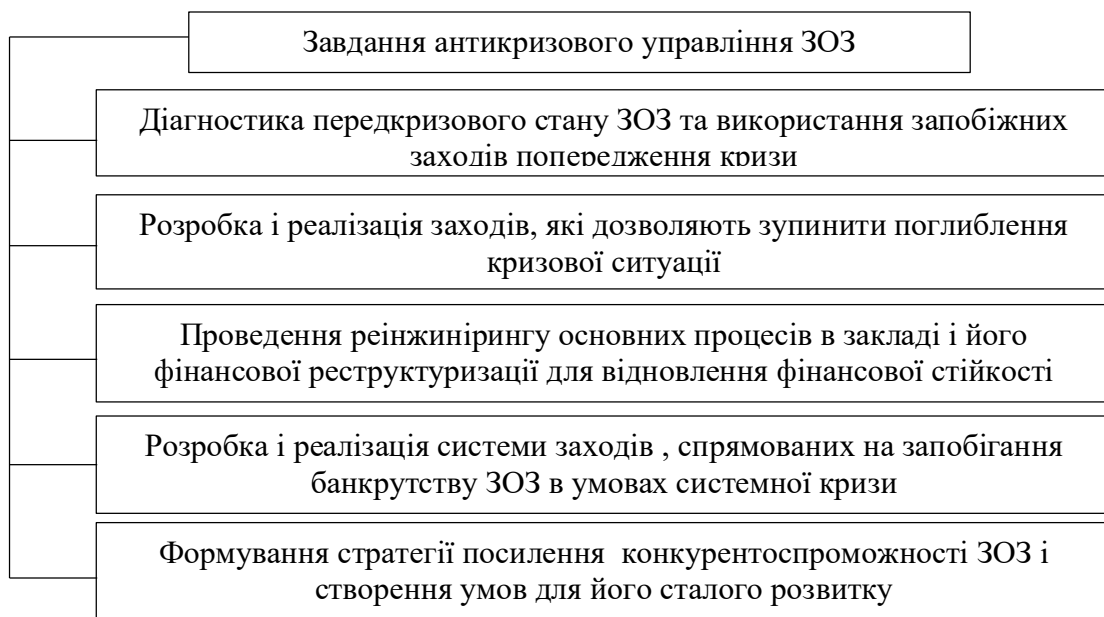 Завдання антикризового управління ЗОЗ
Діагностика передкризового стану ЗОЗ та використання запобіжних
заходів попередження кризи
Розробка і реалізація заходів, які дозволяють зупинити поглиблення
кризової ситуації
Проведення реінжинірингу основних процесів в закладі і його
фінансової реструктуризації для відновлення фінансової стійкості
Розробка і реалізація системи заходів , спрямованих на запобігання
банкрутству ЗОЗ в умовах системної кризи
Формування стратегії посилення  конкурентоспроможності ЗОЗ і
створення умов для його сталого розвитку